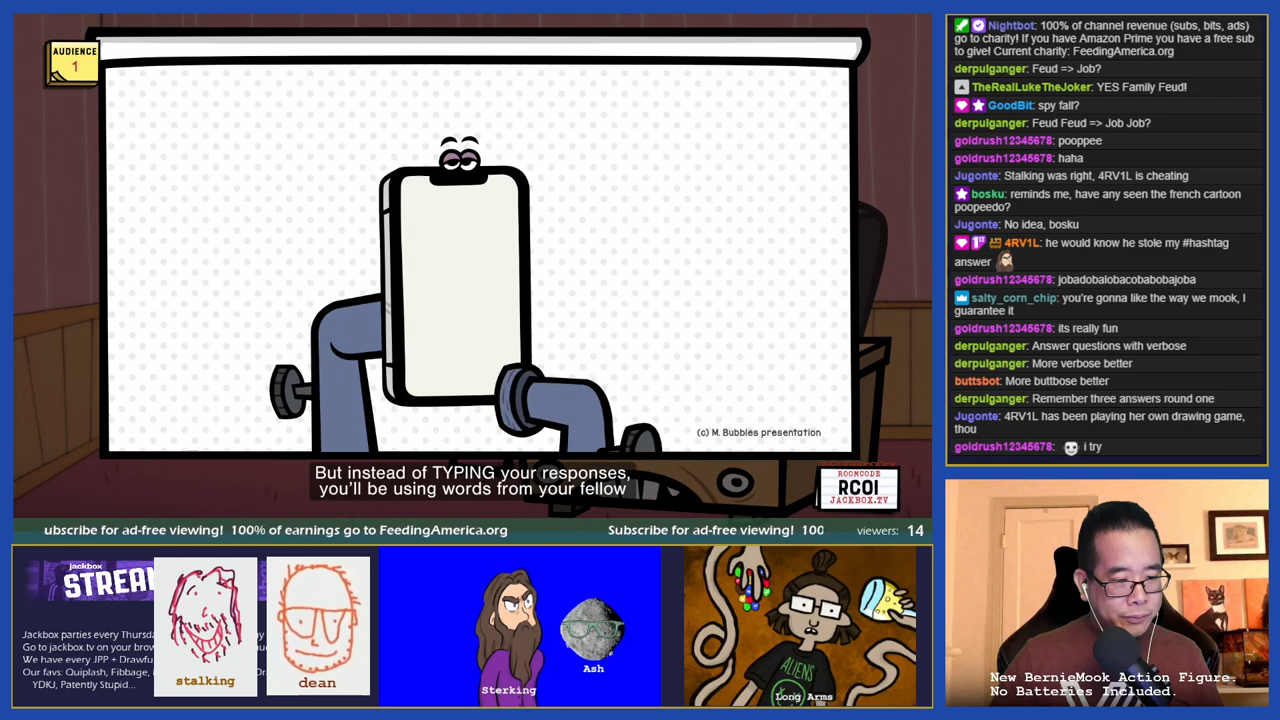 AUDIENCE
1
(c) M. Bubbles presentation
But instead of TYPING your responses,
you'll be using words from your fellow
ROOMCODE
RCOI
JACKBOX.TV
ubscribe for ad-free viewing!  100% of earnings go to FeedingAmerica.org
Subscribe for ad-free viewing!  100
viewers: 14
jackbox
STREA
Jackbox parties every Thursda
Go to jackbox.tv on your brow
We have every JPP + Drawfu
Our favs: Quiplash, Fibbage,
YDKJ, Patently Stupid...
stalking
dean
Sterking
Ash
ALIENS
Long Arms
Nightbot: 100% of channel revenue (subs, bits, ads)
go to charity! If you have Amazon Prime you have a free sub
to give! Current charity: FeedingAmerica.org
derpulganger: Feud => Job?
TheRealLukeTheJoker: YES Family Feud!
GoodBit: spy fall?
derpulganger: Feud Feud => Job Job?
goldrush12345678: pooppee
goldrush12345678: haha
Jugonte: Stalking was right, 4RV1L is cheating
bosku: reminds me, have any seen the french cartoon
poopeedo?
Jugonte: No idea, bosku
4RV1L: he would know he stole my #hashtag
answer
goldrush12345678: jobadobalobacobabobajoba
salty_corn_chip: you're gonna like the way we mook, I
guarantee it
goldrush12345678: its really fun
derpulganger: Answer questions with verbose
derpulganger: More verbose better
buttsbot: More buttbose better
derpulganger: Remember three answers round one
Jugonte: 4RV1L has been playing her own drawing game,
thou
goldrush12345678: i try
New BernieMook Action Figure.
No Batteries Included.